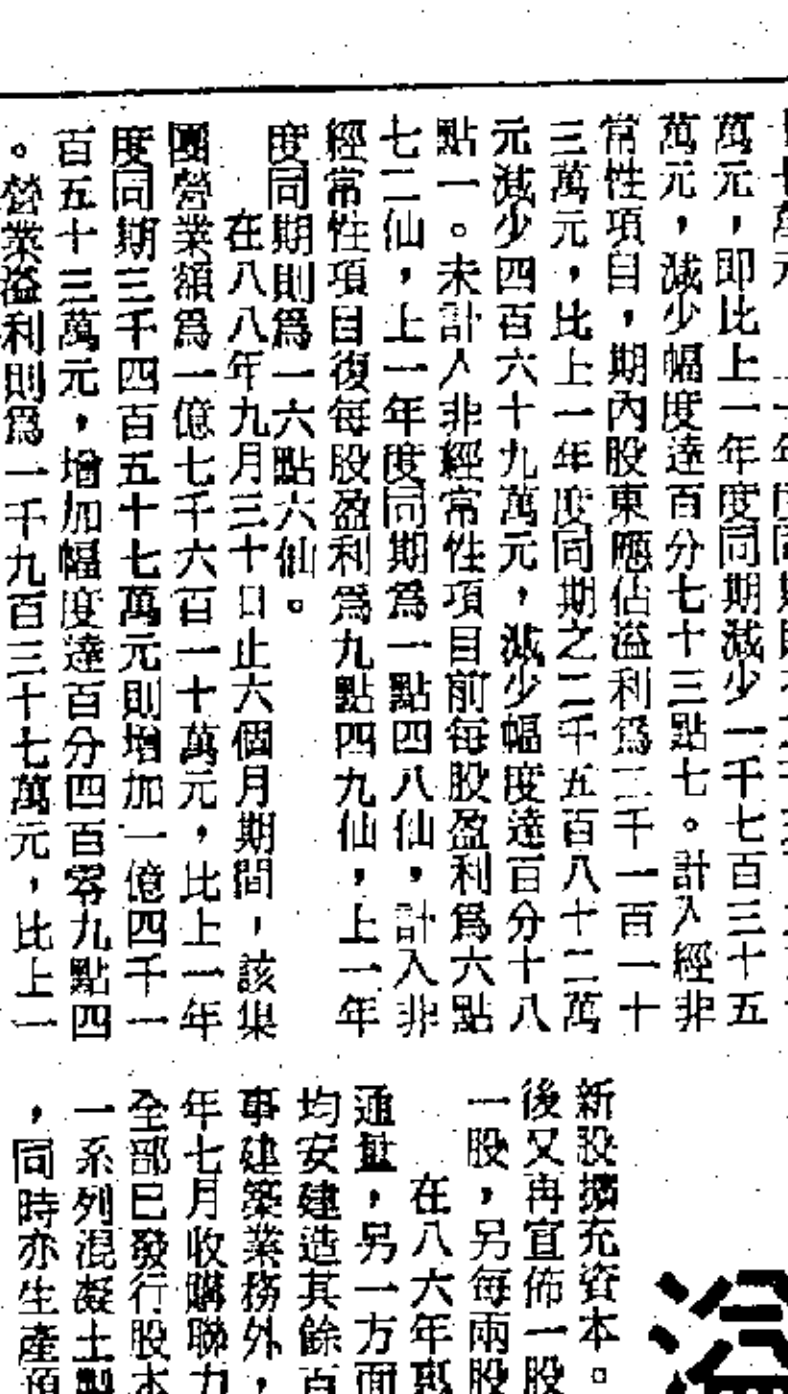 萬元，即比上一年度同期減少一千七百三十五
萬元，減少幅度達百分七十三點七。計入經非
常性項目，期內股東應佔溢利爲二千一百一十
三萬元，比上一年度同期之二千五百八十二萬
元減少四百六十九萬元，減少幅度達百分十八
點一。未計入非經常性項目前每股盈利爲六點
七二仙，上一年度同期爲一點四八仙，計入非
經常性項目復每股盈利爲九點四九仙，上一年
度同期則爲一六點六仙。
在八八年九月三十日止六個月期間，該集
團營業額爲一億七千六百一十萬元，比上一年
度同期三千四百五十七萬元則增加一億四千一
百五十三萬元，增加幅度達百分四百零九點四
。營業溢利則爲一千九百三十七萬元，比上一
新股擴充資本。
後又再宣佈一股
一股，另每兩股
在八六年
通量，另一方面
均安建造其餘百
事建築業務外，
年七月收購聯力
全部已發行股本
一系列混凝土製
，同時亦生產預